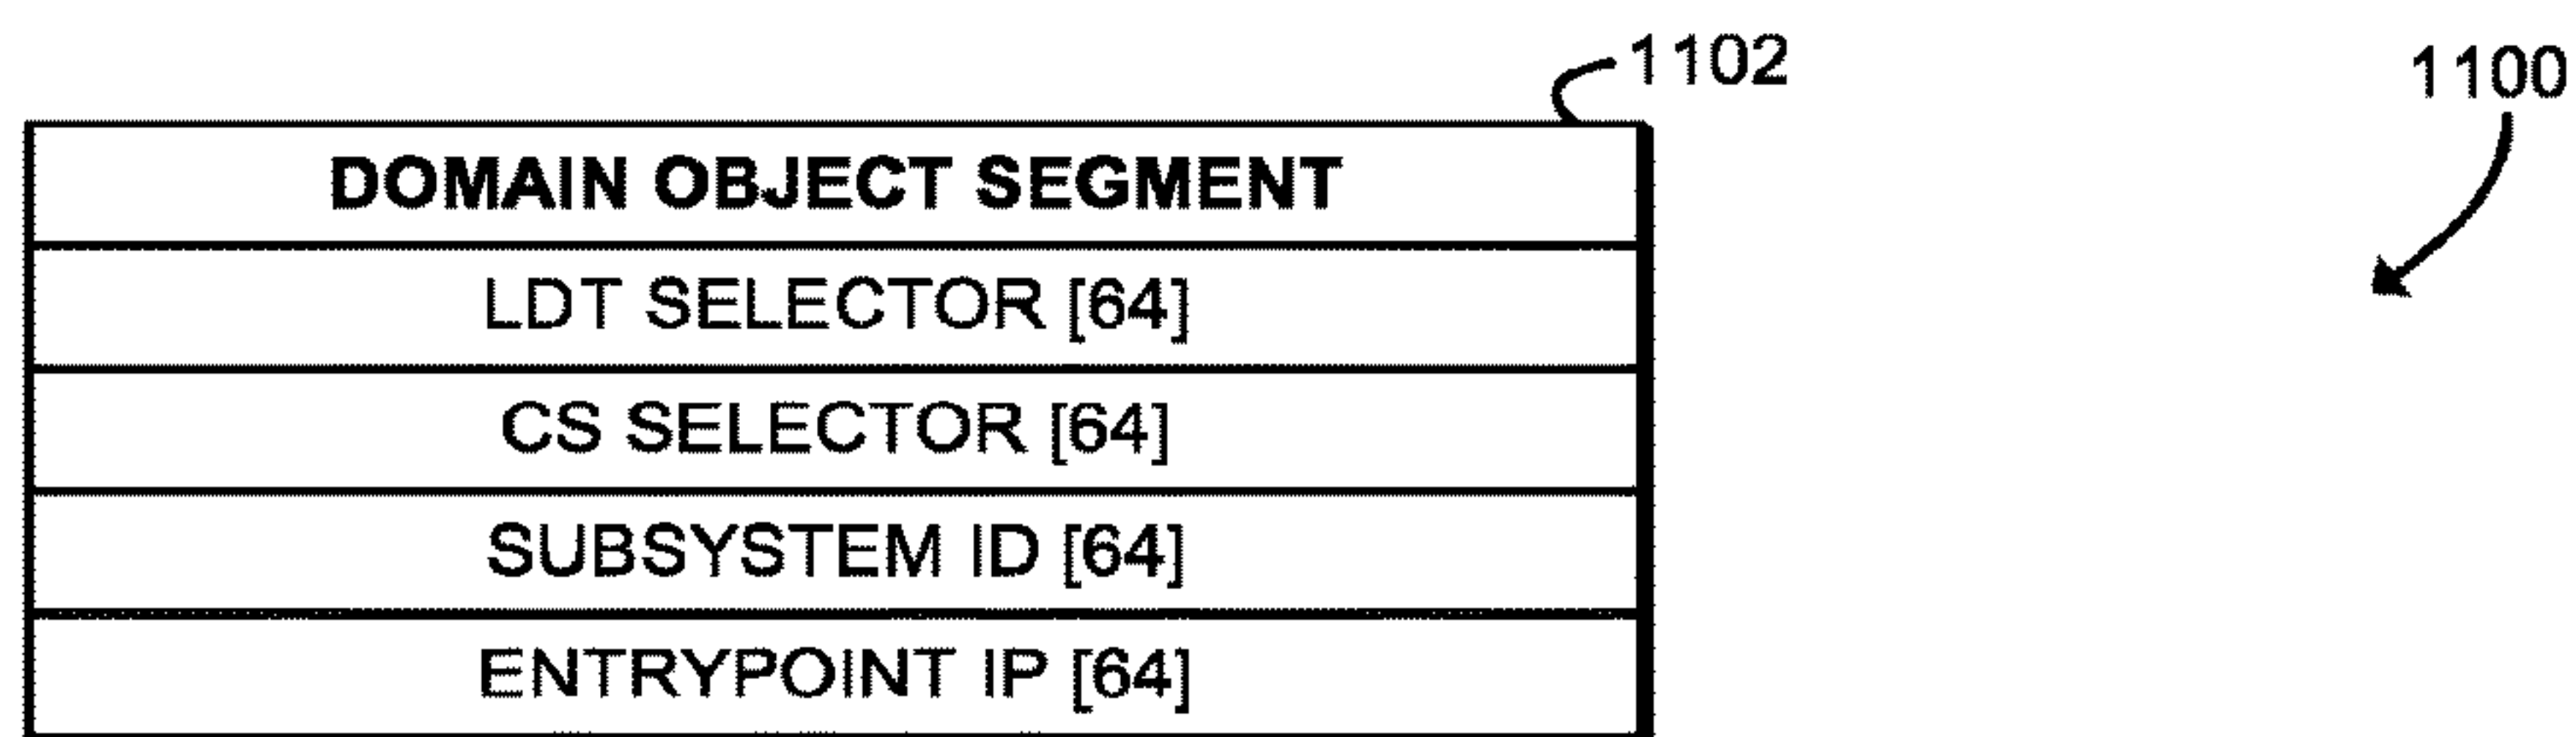 1102
1100
DOMAIN OBJECT SEGMENT
LDT SELECTOR [64]
CS SELECTOR [64]
SUBSYSTEM ID [64]
ENTRYPOINT IP [64]